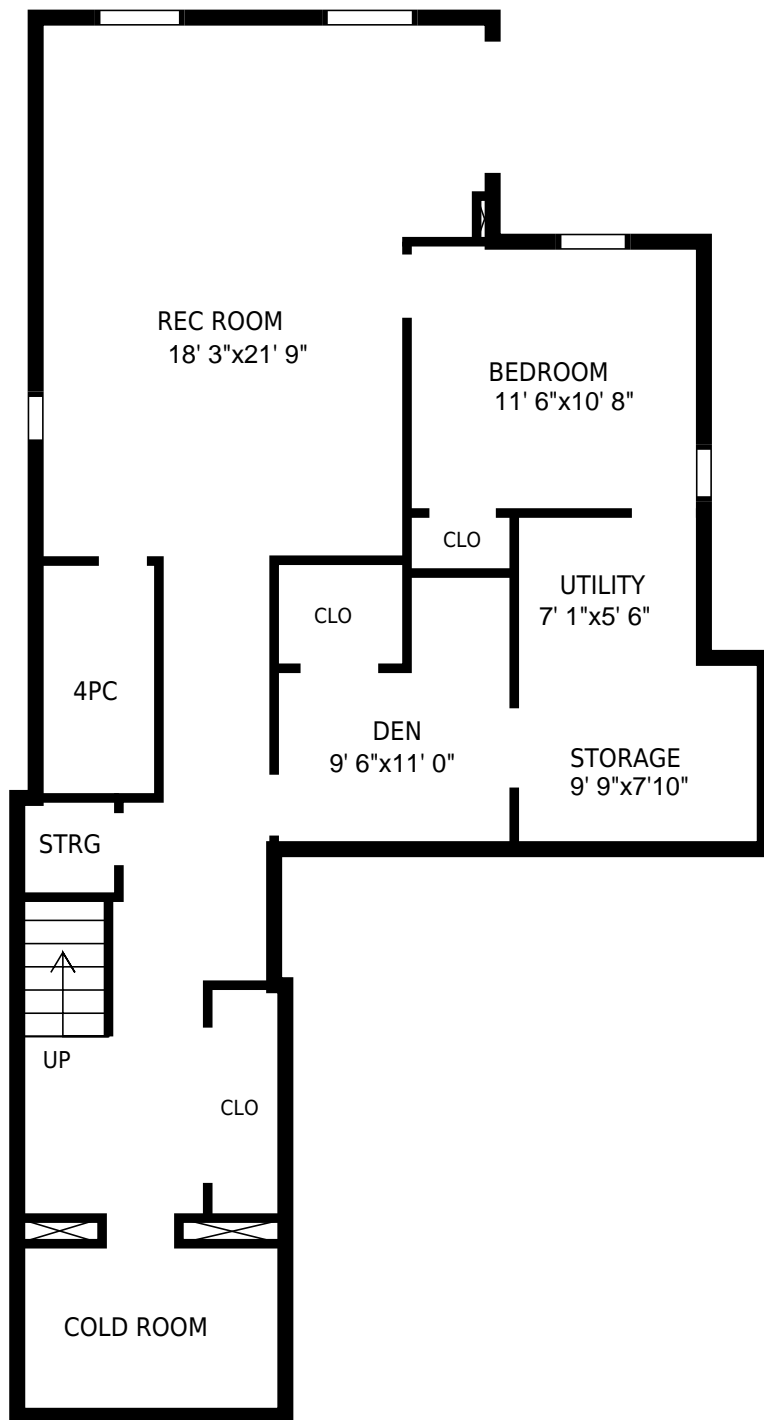 REC ROOM
18' 3"x21' 9"
BEDROOM
11' 6"x10' 8"
CLO
UTILITY
7' 1"x5' 6"
CLO
4PC
DEN
9' 6"x11' 0"
STORAGE
9' 9"x7'10"
STRG
UP
CLO
COLD ROOM